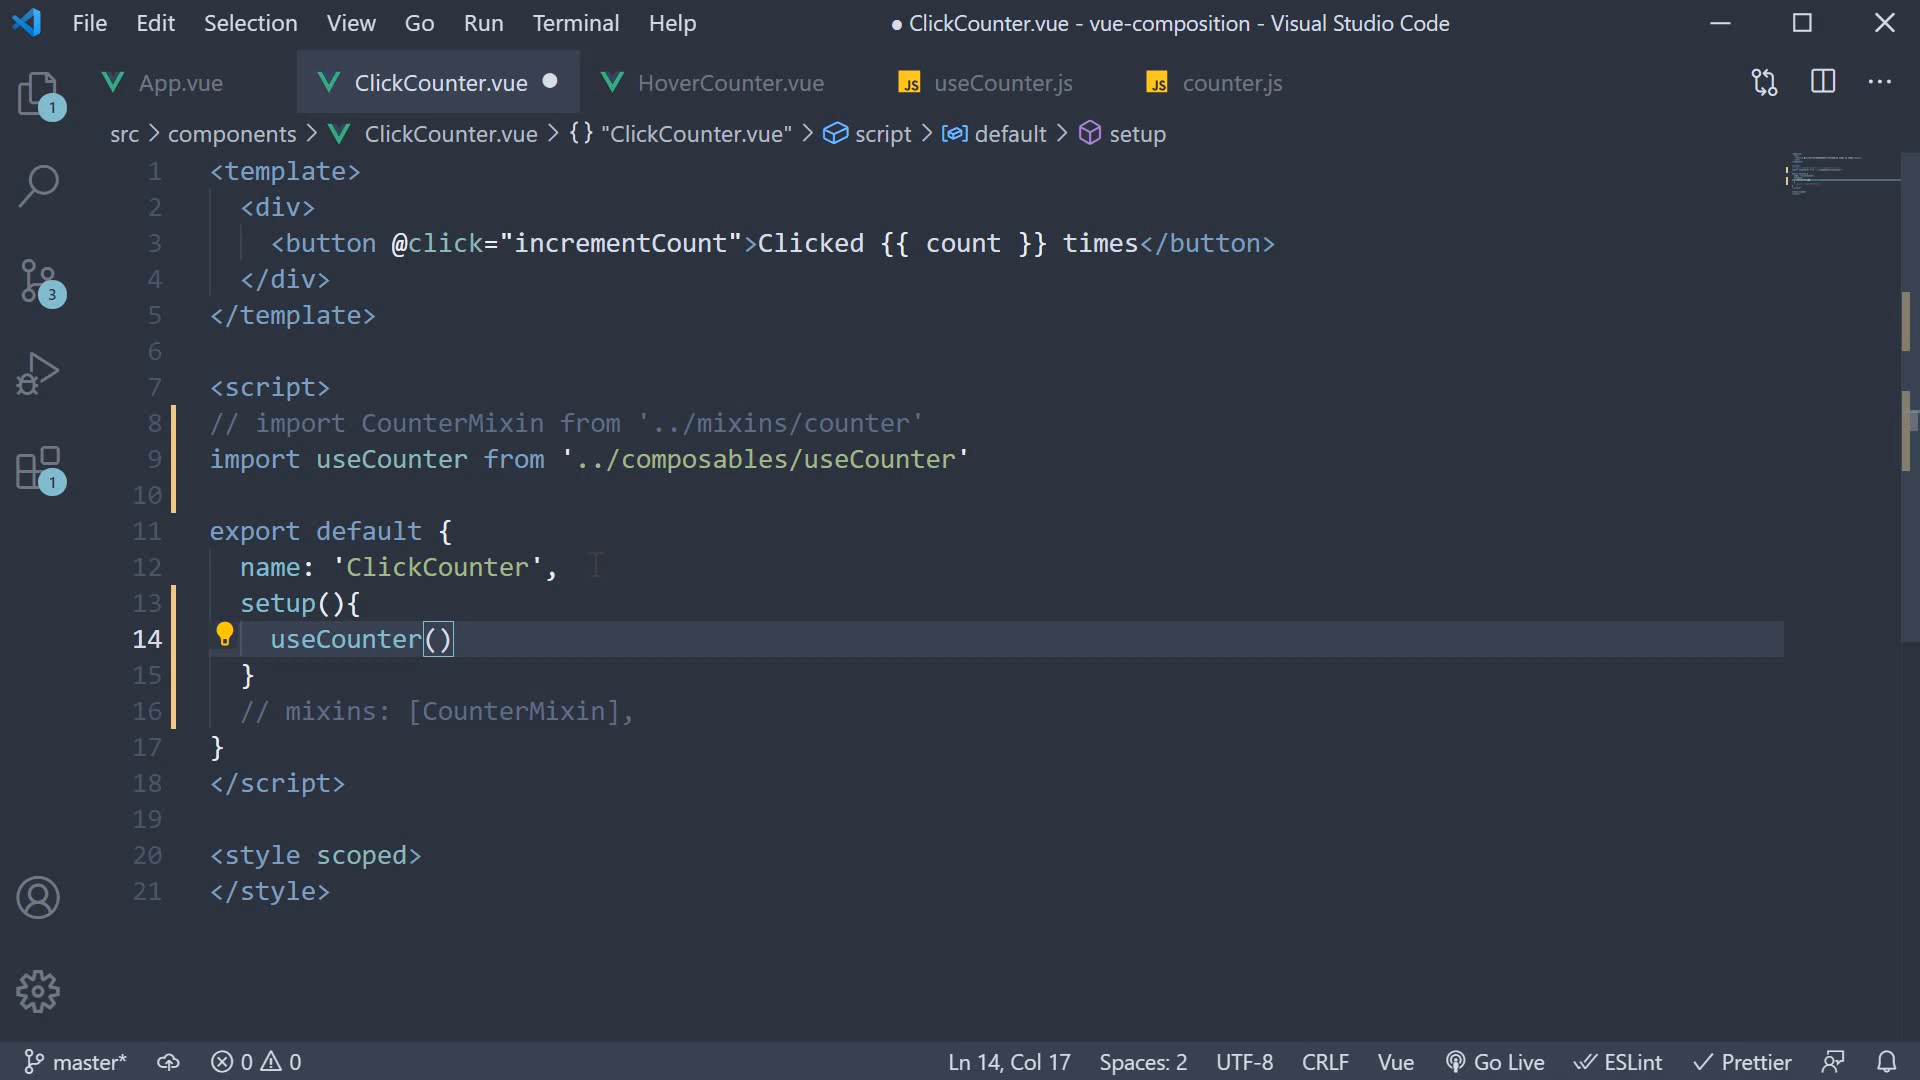 File Edit Selection View Go Run Terminal Help ● ClickCounter.vue - vue-composition - Visual Studio Code
App.vue ClickCounter.vue ● HoverCounter.vue JS useCounter.js JS counter.js ...
src > components > ClickCounter.vue > {} "ClickCounter.vue" > script > default > setup
1 <template>
2 <div>
3 <button @click="incrementCount">Clicked {{ count }} times</button>
4 </div>
5 </template>
6
7 <script>
8 // import CounterMixin from '../mixins/counter'
9 import useCounter from '../composables/useCounter'
10
11 export default {
12 name: 'ClickCounter',
13 setup(){
14 useCounter()
15 }
16 // mixins: [CounterMixin],
17 }
18 </script>
19
20 <style scoped>
21 </style>
1
3
1
master* 0 0 Ln 14, Col 17 Spaces: 2 UTF-8 CRLF Vue Go Live ESLint Prettier